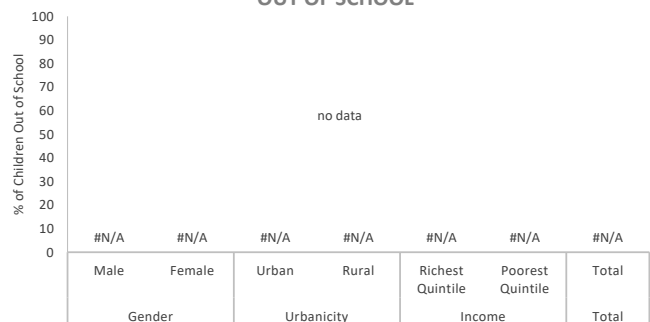 OUT OF SCHOOL
100
90
80
70
60
50
40
30
20
10
0
% of Children Out of School
no data
#N/A #N/A #N/A #N/A #N/A #N/A #N/A
Male Female Urban Rural Richest Poorest Total
Quintile Quintile
Gender Urbanicity Income Total